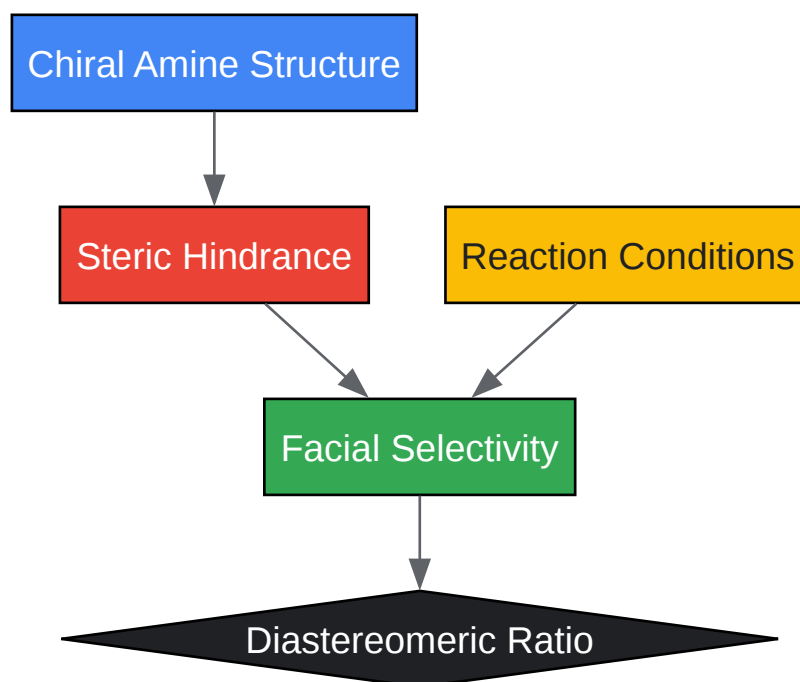 Chiral Amine Structure
Steric Hindrance
Reaction Conditions
Facial Selectivity
Diastereomeric Ratio